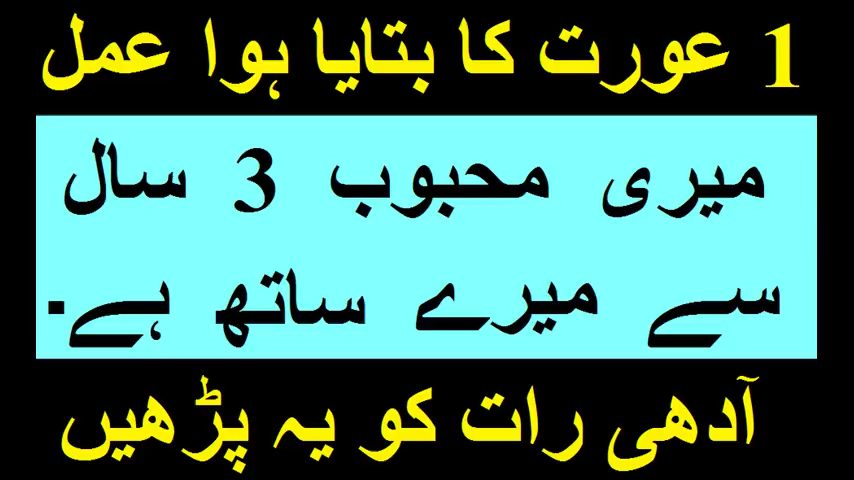 1 عورت کا بتایا ہوا عمل
میری محبوب 3 سال
سے میرے ساتھ ہے۔
آدھی رات کو یہ پڑھیں